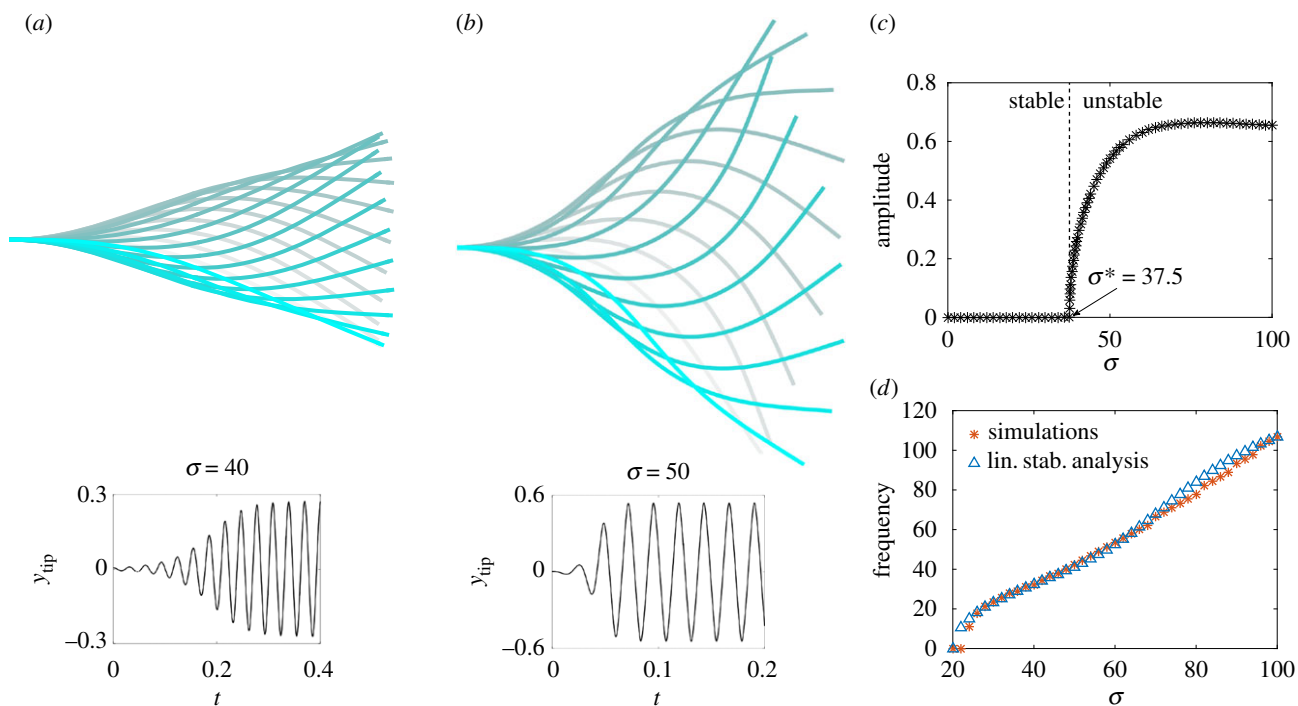 (a)
σ = 40
0.3
0
–0.3
y_tip
0 0.2 0.4
t
(b)
σ = 50
0.6
0
–0.6
y_tip
0 0.1 0.2
t
(c)
0.8
0.6
0.4
0.2
0
amplitude
stable unstable
σ* = 37.5
0 50 100
σ
(d)
120
100
80
60
40
20
0
frequency
simulations
lin. stab. analysis
20 40 60 80 100
σ